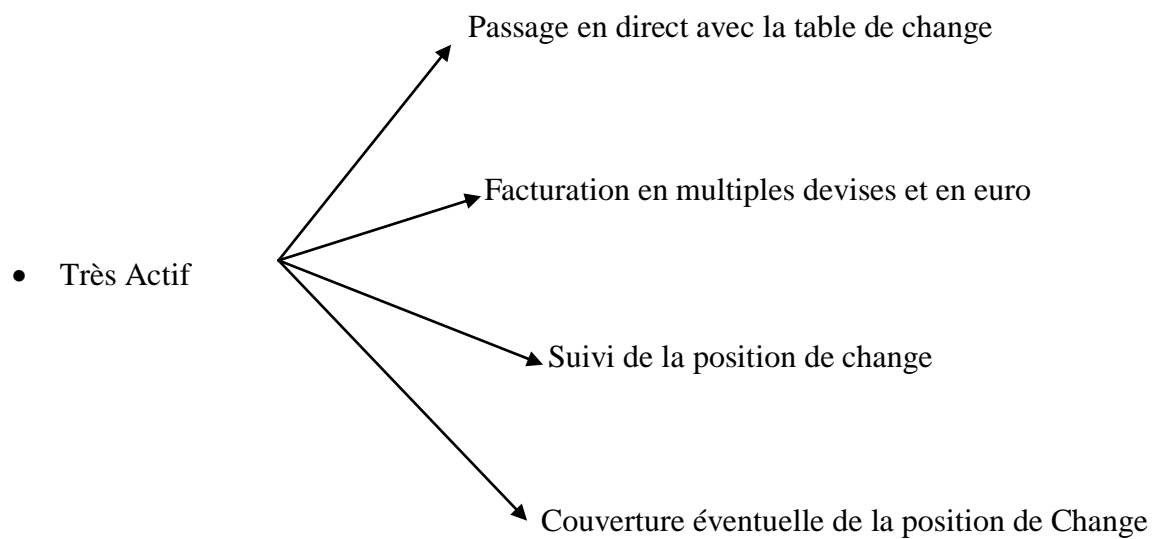 Passage en direct avec la table de change
Facturation en multiples devises et en euro
• Très Actif
Suivi de la position de change
Couverture éventuelle de la position de Change